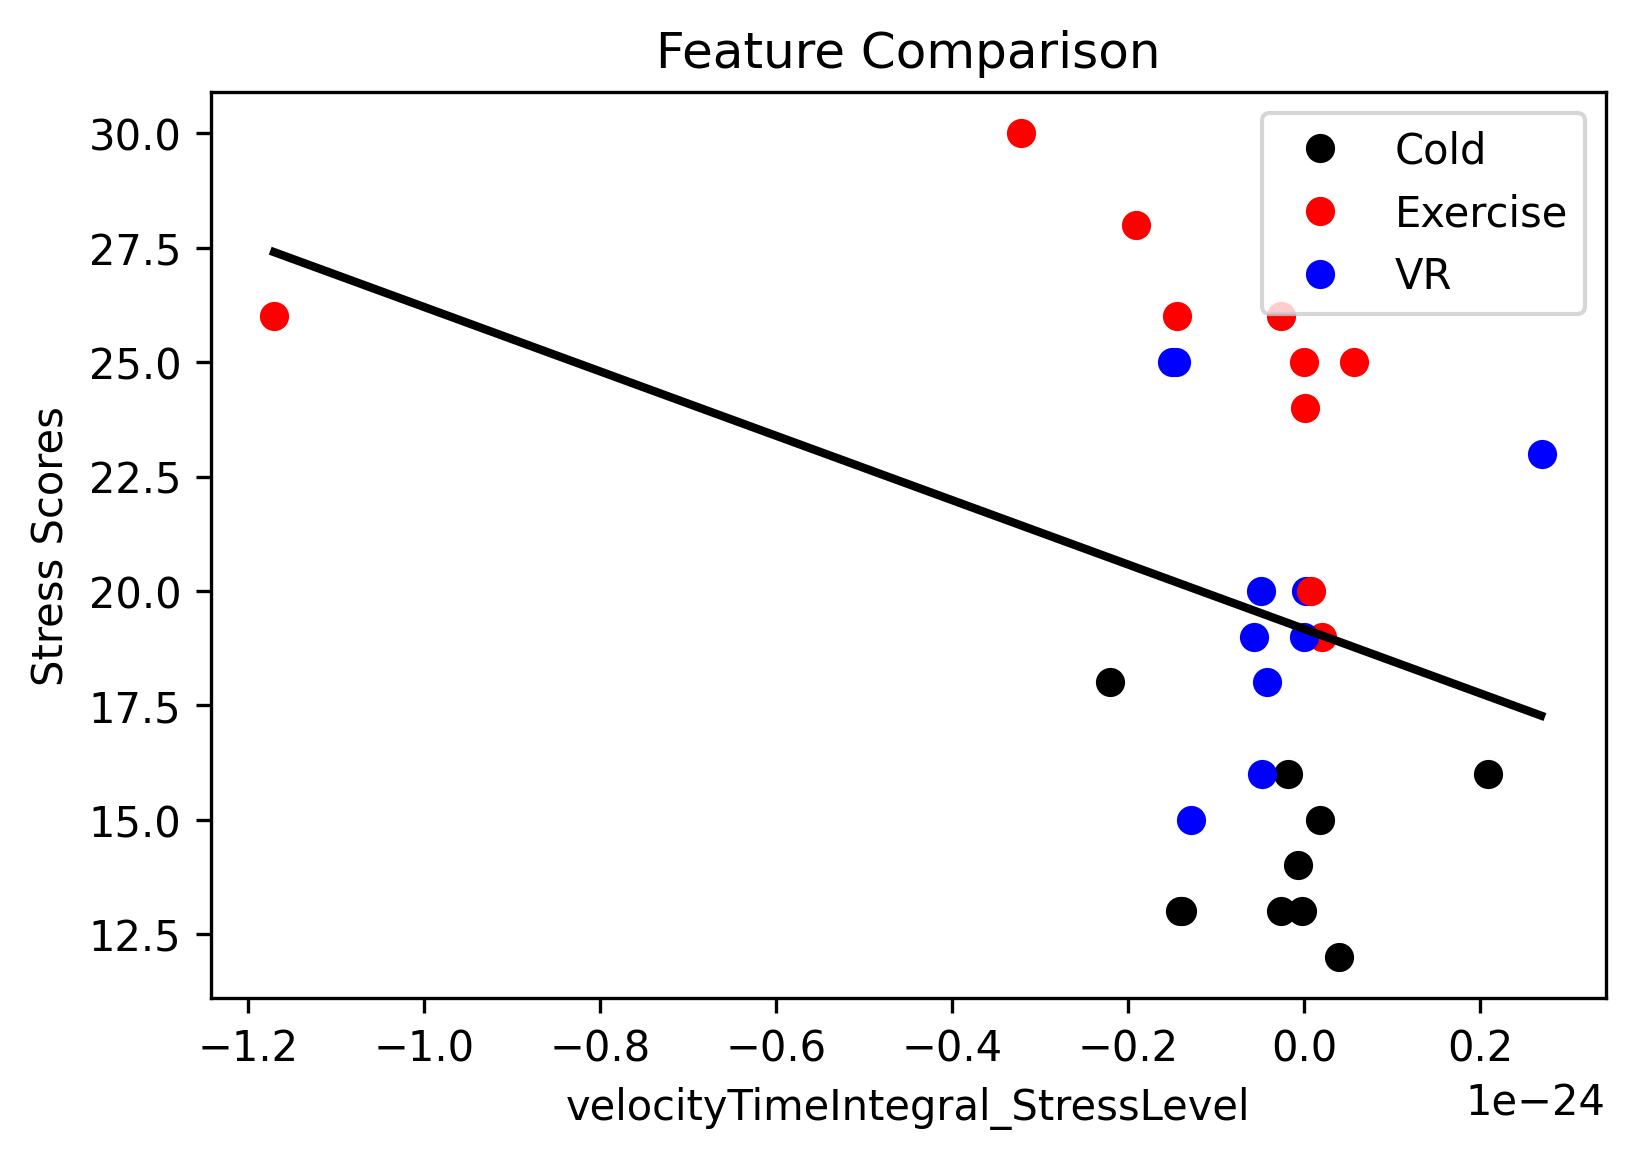 Feature Comparison
Cold
Exercise
VR
30.0
27.5
25.0
22.5
20.0
17.5
15.0
12.5
Stress Scores
−1.2 −1.0 −0.8 −0.6 −0.4 −0.2 0.0 0.2
1e−24
velocityTimeIntegral_StressLevel